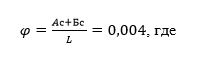 φ = Ас+Бс/L = 0,004, где